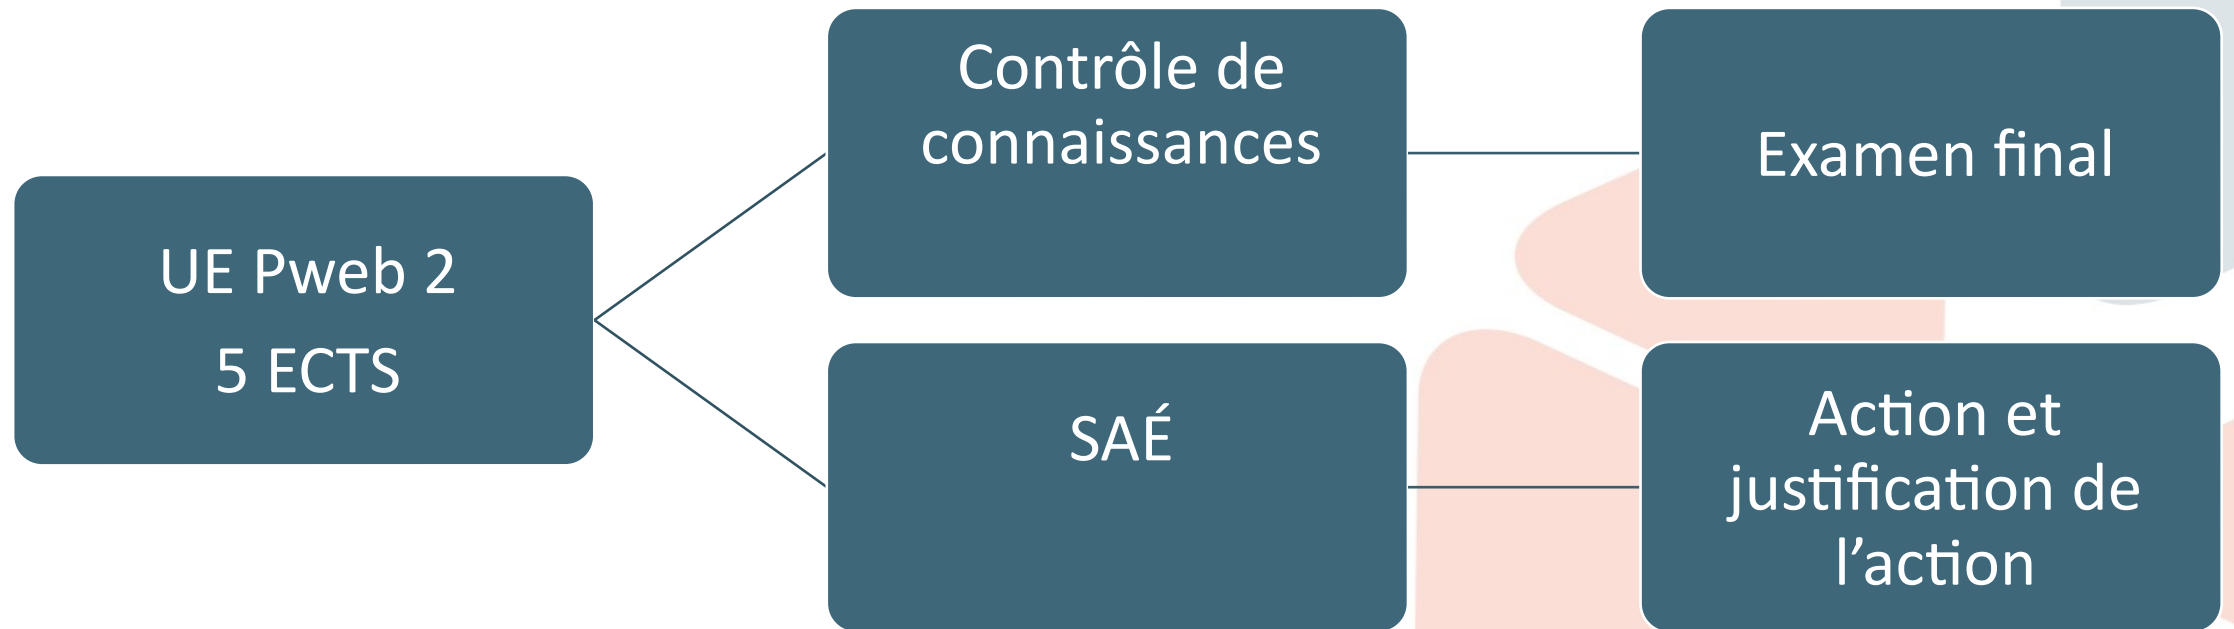 UE Pweb 2
5 ECTS
Contrôle de
connaissances
Examen final
SAÉ
Action et
justification de
l’action